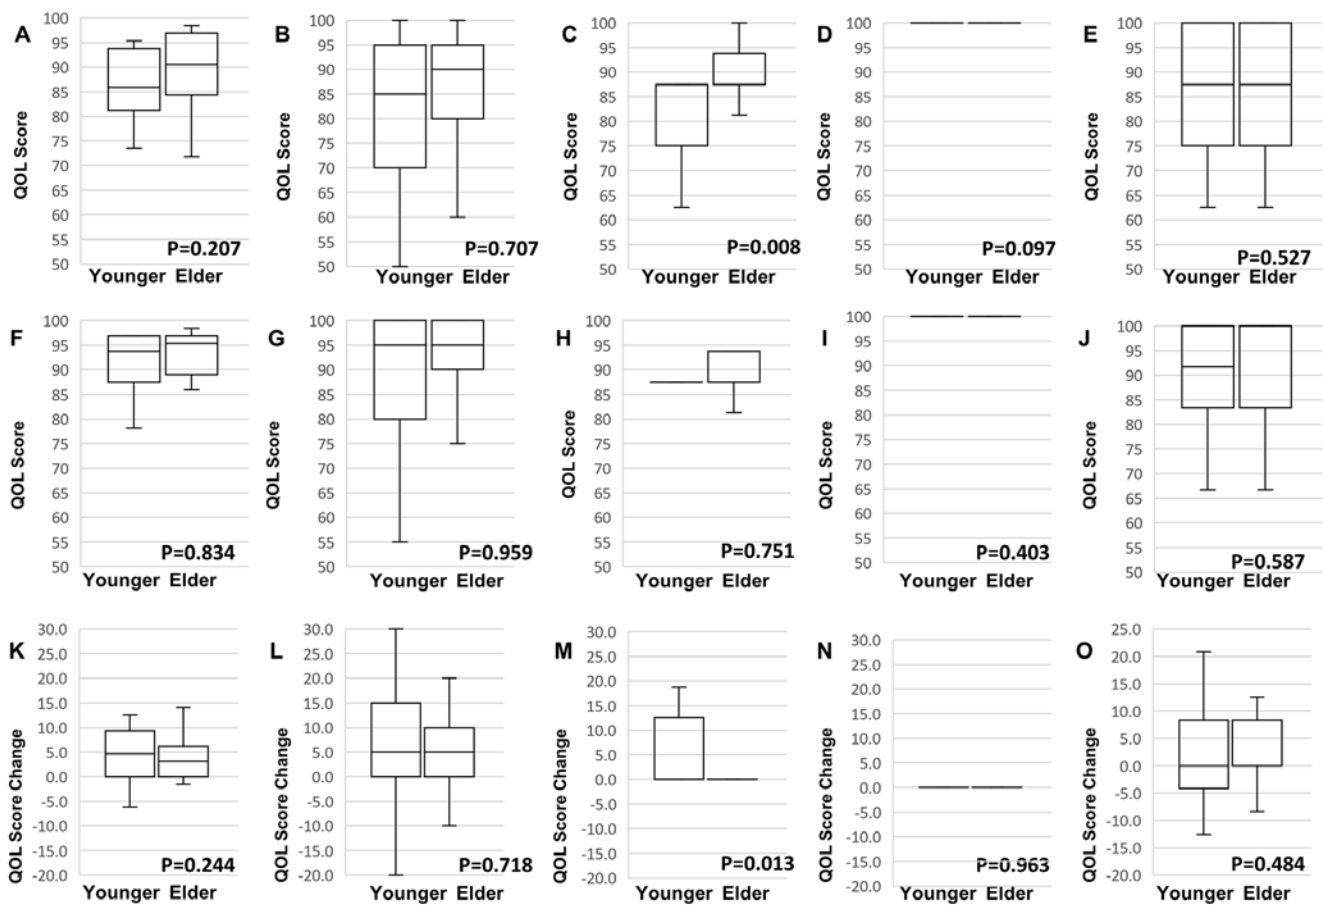 A
QOL Score
100
95
90
85
80
75
70
65
60
55
50
P=0.207
Younger Elder
B
QOL Score
100
95
90
85
80
75
70
65
60
55
50
P=0.707
Younger Elder
C
QOL Score
100
95
90
85
80
75
70
65
60
55
50
P=0.008
Younger Elder
D
QOL Score
100
95
90
85
80
75
70
65
60
55
50
P=0.097
Younger Elder
E
QOL Score
100
95
90
85
80
75
70
65
60
55
50
P=0.527
Younger Elder
F
QOL Score
100
95
90
85
80
75
70
65
60
55
50
P=0.834
Younger Elder
G
QOL Score
100
95
90
85
80
75
70
65
60
55
50
P=0.959
Younger Elder
H
QOL Score
100
95
90
85
80
75
70
65
60
55
50
P=0.751
Younger Elder
I
QOL Score
100
95
90
85
80
75
70
65
60
55
50
P=0.403
Younger Elder
J
QOL Score
100
95
90
85
80
75
70
65
60
55
50
P=0.587
Younger Elder
K
QOL Score Change
30.0
25.0
20.0
15.0
10.0
5.0
0.0
-5.0
-10.0
-15.0
-20.0
P=0.244
Younger Elder
L
QOL Score Change
30.0
25.0
20.0
15.0
10.0
5.0
0.0
-5.0
-10.0
-15.0
-20.0
P=0.718
Younger Elder
M
QOL Score Change
30.0
25.0
20.0
15.0
10.0
5.0
0.0
-5.0
-10.0
-15.0
-20.0
P=0.013
Younger Elder
N
QOL Score Change
30.0
25.0
20.0
15.0
10.0
5.0
0.0
-5.0
-10.0
-15.0
-20.0
P=0.963
Younger Elder
O
QOL Score Change
25.0
20.0
15.0
10.0
5.0
0.0
-5.0
-10.0
-15.0
-20.0
P=0.484
Younger Elder